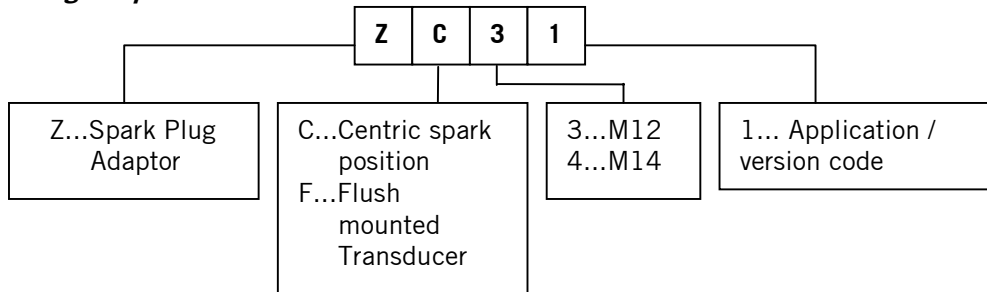 Z C 3 1
Z...Spark Plug
Adaptor
C...Centric spark
position
F...Flush
mounted
Transducer
3...M12
4...M14
1... Application /
version code